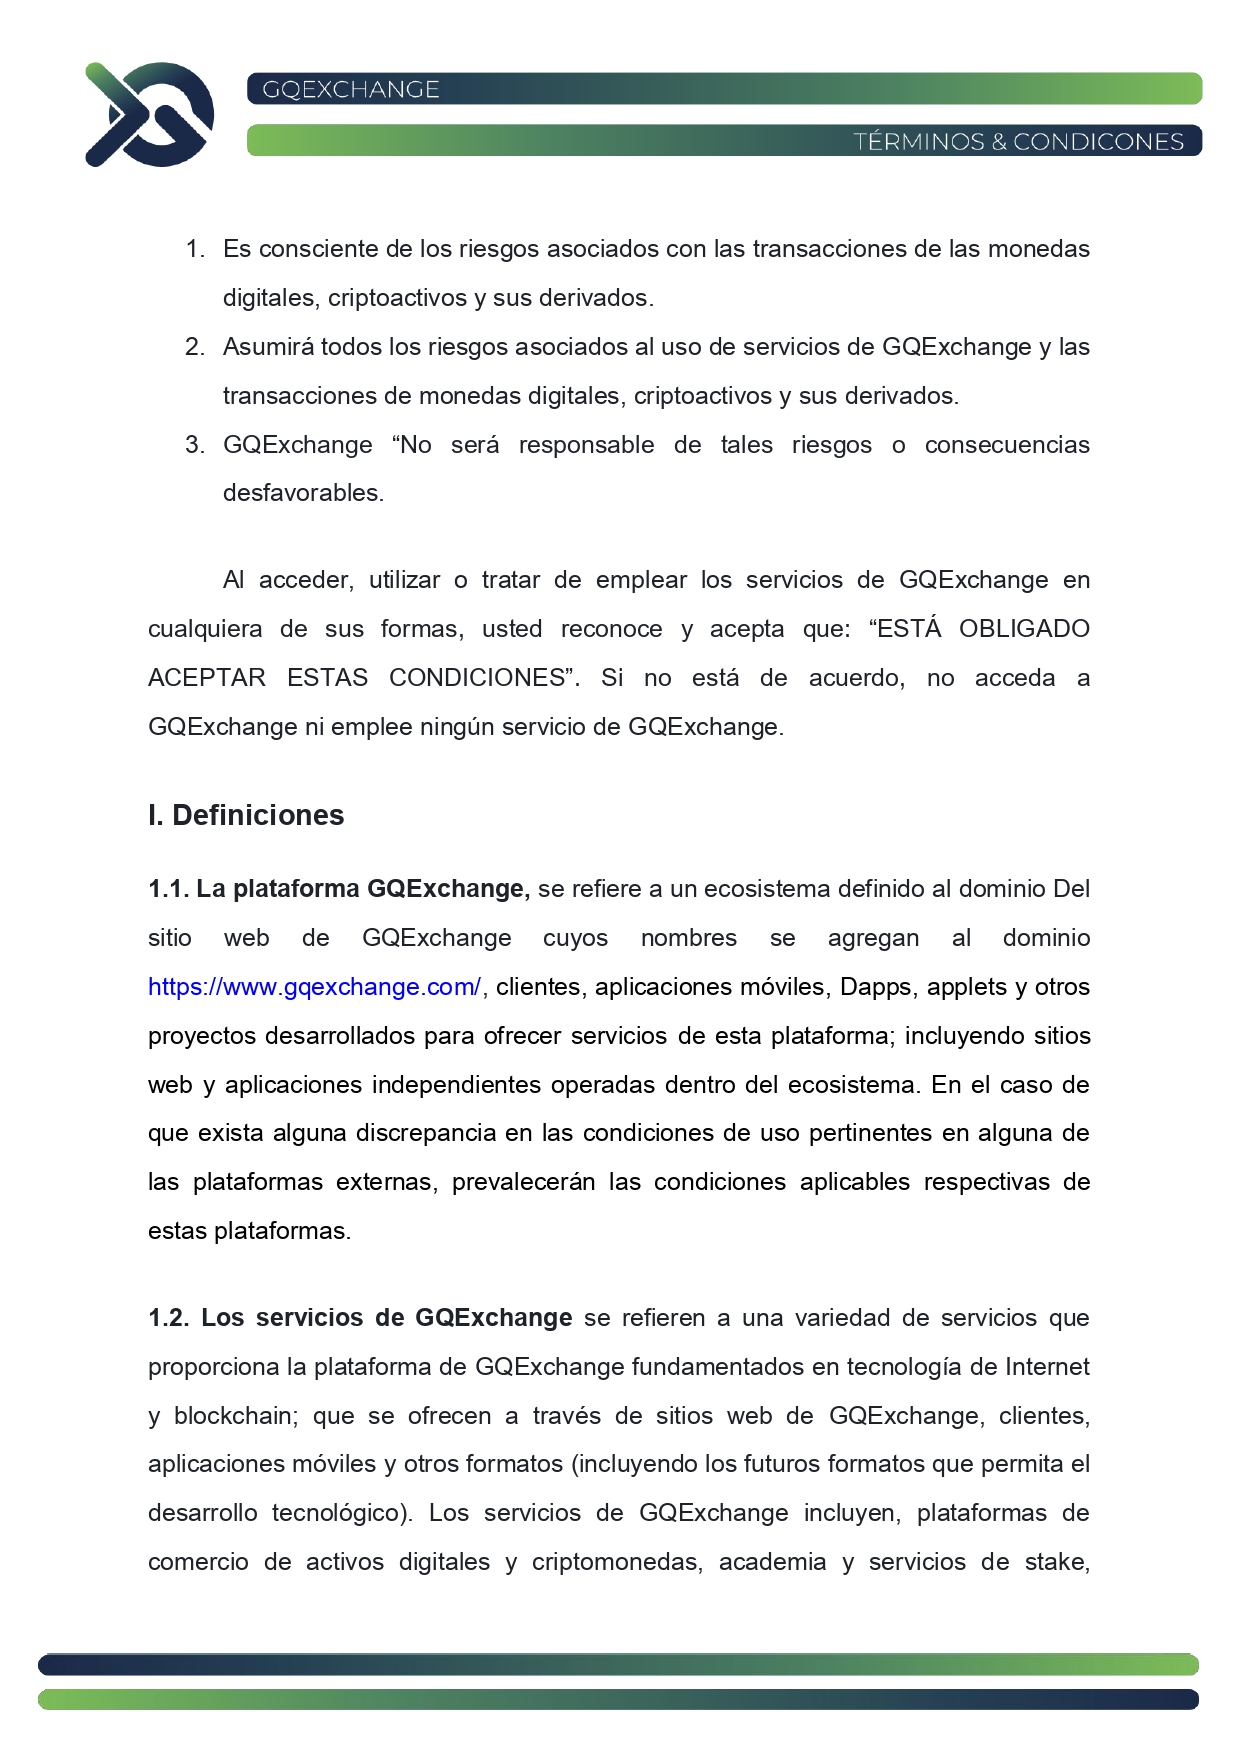 GQEXCHANGE
TÉRMINOS & CONDICONES
1. Es consciente de los riesgos asociados con las transacciones de las monedas
digitales, criptoactivos y sus derivados.
2. Asumirá todos los riesgos asociados al uso de servicios de GQExchange y las
transacciones de monedas digitales, criptoactivos y sus derivados.
3. GQExchange “No será responsable de tales riesgos o consecuencias
desfavorables.
Al acceder, utilizar o tratar de emplear los servicios de GQExchange en
cualquiera de sus formas, usted reconoce y acepta que: “ESTÁ OBLIGADO
ACEPTAR ESTAS CONDICIONES”. Si no está de acuerdo, no acceda a
GQExchange ni emplee ningún servicio de GQExchange.
I. Definiciones
1.1. La plataforma GQExchange, se refiere a un ecosistema definido al dominio Del
sitio web de GQExchange cuyos nombres se agregan al dominio
https://www.gqexchange.com/, clientes, aplicaciones móviles, Dapps, applets y otros
proyectos desarrollados para ofrecer servicios de esta plataforma; incluyendo sitios
web y aplicaciones independientes operadas dentro del ecosistema. En el caso de
que exista alguna discrepancia en las condiciones de uso pertinentes en alguna de
las plataformas externas, prevalecerán las condiciones aplicables respectivas de
estas plataformas.
1.2. Los servicios de GQExchange se refieren a una variedad de servicios que
proporciona la plataforma de GQExchange fundamentados en tecnología de Internet
y blockchain; que se ofrecen a través de sitios web de GQExchange, clientes,
aplicaciones móviles y otros formatos (incluyendo los futuros formatos que permita el
desarrollo tecnológico). Los servicios de GQExchange incluyen, plataformas de
comercio de activos digitales y criptomonedas, academia y servicios de stake,